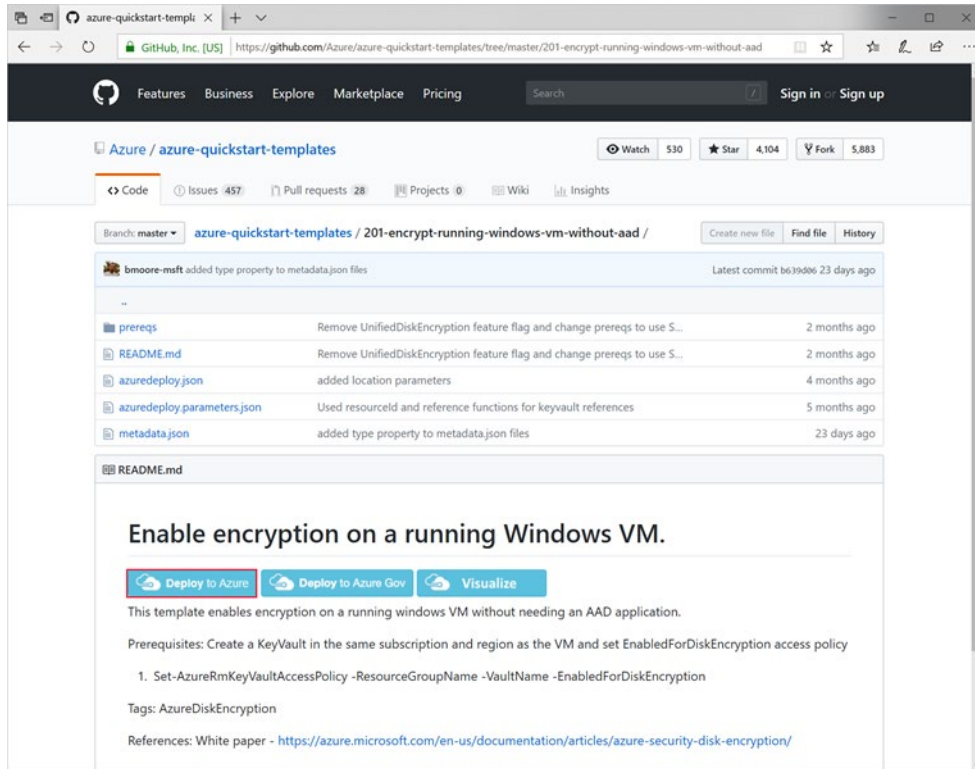 azure-quickstart-templ
GitHub, Inc. [US] https://github.com/Azure/azure-quickstart-templates/tree/master/201-encrypt-running-windows-vm-without-aad
Features Business Explore Marketplace Pricing Search / Sign in or Sign up
Azure / azure-quickstart-templates Watch 530 Star 4,104 Fork 5,883
<> Code Issues 457 Pull requests 28 Projects 0 Wiki Insights
Branch: master azure-quickstart-templates / 201-encrypt-running-windows-vm-without-aad / Create new file Find file History
bmoore-msft added type property to metadata.json files Latest commit b639d06 23 days ago
..
prereqs Remove UnifiedDiskEncryption feature flag and change prereqs to use S... 2 months ago
README.md Remove UnifiedDiskEncryption feature flag and change prereqs to use S... 2 months ago
azuredeploy.json added location parameters 4 months ago
azuredeploy.parameters.json Used resourceId and reference functions for keyvault references 5 months ago
metadata.json added type property to metadata.json files 23 days ago
README.md
Enable encryption on a running Windows VM.
Deploy to Azure Deploy to Azure Gov Visualize
This template enables encryption on a running windows VM without needing an AAD application.
Prerequisites: Create a KeyVault in the same subscription and region as the VM and set EnabledForDiskEncryption access policy
1. Set-AzureRmKeyVaultAccessPolicy -ResourceGroupName -VaultName -EnabledForDiskEncryption
Tags: AzureDiskEncryption
References: White paper - https://azure.microsoft.com/en-us/documentation/articles/azure-security-disk-encryption/